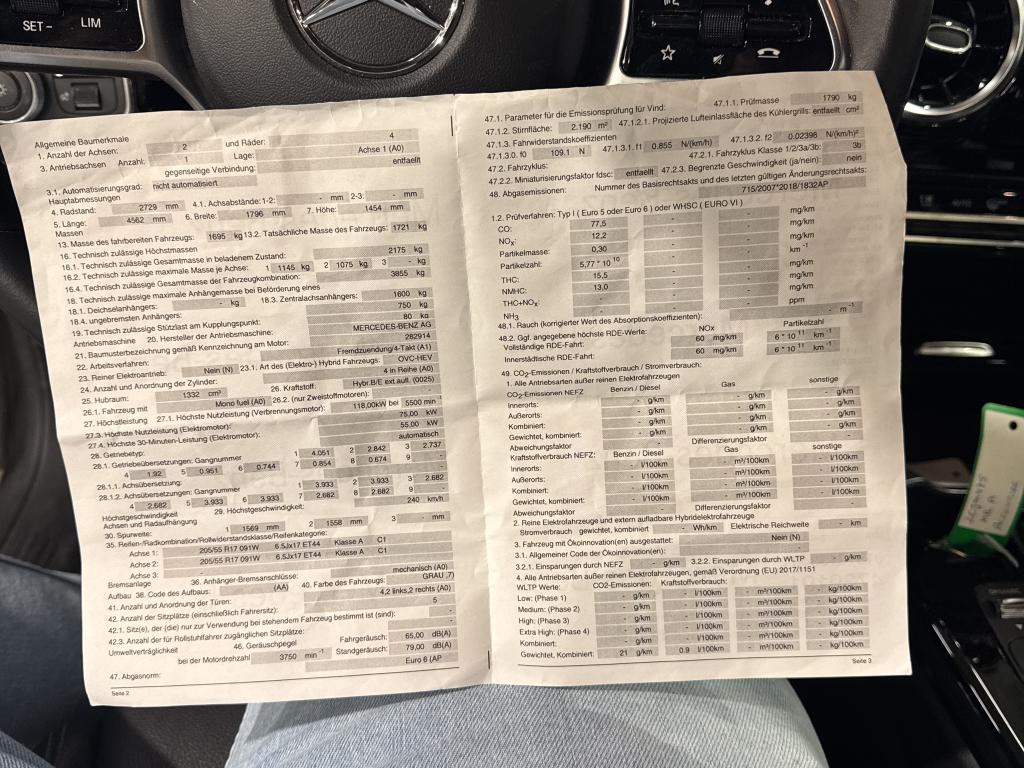 SET -
LIM
Allgemeine Baumerkmale
1. Anzahl der Achsen: 2 und Räder: 4
3. Antriebsachsen Anzahl: 1 Lage: Achse 1 (A0)
gegenseitige Verbindung: entfaellt
3.1. Automatisierungsgrad: nicht automatisiert
Hauptabmessungen
4. Radstand: 2729 mm 4.1. Achsabstände: 1-2: - mm 2-3: - mm
5. Länge: 4562 mm 6. Breite: 1796 mm 7. Höhe: 1454 mm
Massen
13. Masse des fahrbereiten Fahrzeugs: 1695 kg 13.2. Tatsächliche Masse des Fahrzeugs: 1721 kg
16. Technisch zulässige Höchstmassen
16.1. Technisch zulässige Gesamtmasse in beladenem Zustand: 2175 kg
16.2. Technisch zulässige maximale Masse je Achse: 1 1145 kg 2 1075 kg 3 - kg
16.4. Technisch zulässige Gesamtmasse der Fahrzeugkombination: 3855 kg
18. Technisch zulässige maximale Anhängemasse bei Beförderung eines
18.1. Deichselanhängers: - kg 18.3. Zentralachsanhängers: 1600 kg
18.4. ungebremsten Anhängers: 750 kg
19. Technisch zulässige Stützlast am Kupplungspunkt: 80 kg
Antriebsmaschine 20. Hersteller der Antriebsmaschine: MERCEDES-BENZ AG
21. Baumusterbezeichnung gemäß Kennzeichnung am Motor: 282914
22. Arbeitsverfahren: Fremdzuendung/4-Takt (A1)
23. Reiner Elektroantrieb: Nein (N) 23.1. Art des (Elektro-) Hybrid Fahrzeugs: OVC-HEV
24. Anzahl und Anordnung der Zylinder: 4 in Reihe (A0)
25. Hubraum: 1332 cm³ 26. Kraftstoff: Hybr.B/E ext.aufl. (0025)
26.1. Fahrzeug mit Mono fuel (A0) 26.2. (nur Zweistoffmotoren): -
27. Höchstleistung 27.1. Höchste Nutzleistung (Verbrennungsmotor): 118,00kW bei 5500 min⁻¹
27.3. Höchste Nutzleistung (Elektromotor): 75,00 kW
27.4. Höchste 30-Minuten-Leistung (Elektromotor): 55,00 kW
28. Getriebetyp: automatisch
28.1. Getriebeübersetzungen: Gangnummer 1 4.051 2 2.842 3 2.737
4 1.92 5 0.951 6 0.744 7 0.854 8 0.674 9 -
28.1.1. Achsübersetzung:
28.1.2. Achsübersetzungen: Gangnummer 1 3.933 2 3.933 3 2.682
4 2.682 5 3.933 6 3.933 7 2.682 8 2.682 9 -
Höchstgeschwindigkeit 29. Höchstgeschwindigkeit: 240 km/h
Achsen und Radaufhängung
30. Spurweite: 1 1569 mm 2 1558 mm 3 - mm
35. Reifen-/Radkombination/Rollwiderstandsklasse/Reifenkategorie:
Achse 1: 205/55 R17 091W 6.5Jx17 ET44 Klasse A C1
Achse 2: 205/55 R17 091W 6.5Jx17 ET44 Klasse A C1
Achse 3: -
Bremsanlage 36. Anhänger-Bremsanschlüsse: mechanisch (A0)
Aufbau 38. Code des Aufbaus: (AA) 40. Farbe des Fahrzeugs: GRAU ,7)
41. Anzahl und Anordnung der Türen: 4,2 links,2 rechts (A0)
42. Anzahl der Sitzplätze (einschließlich Fahrersitz): 5
42.1. Sitz(e), der (die) nur zur Verwendung bei stehendem Fahrzeug bestimmt ist (sind): -
42.3. Anzahl der für Rollstuhlfahrer zugänglichen Sitzplätze: -
Umweltverträglichkeit 46. Geräuschpegel Fahrgeräusch: 65,00 dB(A)
bei der Motordrehzahl 3750 min⁻¹ Standgeräusch: 79,00 dB(A)
47. Abgasnorm: Euro 6 (AP
Seite 2
47.1. Parameter für die Emissionsprüfung für Vind: 47.1.1. Prüfmasse 1790 kg
47.1.2. Stirnfläche: 2.190 m² 47.1.2.1. Projizierte Lufteinlassfläche des Kühlergrills: entfaellt cm²
47.1.3. Fahrwiderstandskoeffizienten
47.1.3.0. f0 109.1 N 47.1.3.1. f1 0.855 N/(km/h) 47.1.3.2. f2 0.02398 N/(km/h)²
47.2. Fahrzyklus: 47.2.1. Fahrzyklus Klasse 1/2/3a/3b: 3b
47.2.2. Miniaturisierungsfaktor fdsc: entfaellt 47.2.3. Begrenzte Geschwindigkeit (ja/nein): nein
48. Abgasemissionen: Nummer des Basisrechtsakts und des letzten gültigen Änderungsrechtsakts:
715/2007*2018/1832AP
1.2. Prüfverfahren: Typ I ( Euro 5 oder Euro 6 ) oder WHSC ( EURO VI )
CO: 77,5 - - mg/km
NOₓ: 12,2 - - mg/km
Partikelmasse: 0,30 - - mg/km
Partikelzahl: 5,77 * 10¹⁰ - - km⁻¹
THC: 15,5 - - mg/km
NMHC: 13,0 - - mg/km
THC+NOₓ: - - - mg/km
NH₃ - - - ppm
48.1. Rauch (korrigierter Wert des Absorptionskoeffizienten): - m⁻¹
48.2. Ggf. angegebene höchste RDE-Werte: NOx Partikelzahl
Vollständige RDE-Fahrt: 60 mg/km 6 * 10¹¹ km⁻¹
Innerstädtische RDE-Fahrt: 60 mg/km 6 * 10¹¹ km⁻¹
49. CO₂-Emissionen / Kraftstoffverbrauch / Stromverbrauch:
1. Alle Antriebsarten außer reinen Elektrofahrzeugen
CO₂-Emissionen NEFZ Benzin / Diesel Gas sonstige
Innerorts: - g/km - g/km - g/km
Außerorts: - g/km - g/km - g/km
Kombiniert: - g/km - g/km - g/km
Gewichtet, kombiniert: - g/km - g/km - g/km
Abweichungsfaktor - Differenzierungsfaktor -
Kraftstoffverbrauch NEFZ: Benzin / Diesel Gas sonstige
Innerorts: - l/100km - m³/100km - l/100km
Außerorts: - l/100km - m³/100km - l/100km
Kombiniert: - l/100km - m³/100km - l/100km
Gewichtet, kombiniert: - l/100km - m³/100km - l/100km
Abweichungsfaktor: - Differenzierungsfaktor
2. Reine Elektrofahrzeuge und extern aufladbare Hybridelektrofahrzeuge
Stromverbrauch gewichtet, kombiniert - Wh/km Elektrische Reichweite - km
3. Fahrzeug mit Ökoinnovation(en) ausgestattet: Nein (N)
3.1. Allgemeiner Code der Ökoinnovation(en): -
3.2.1. Einsparungen durch NEFZ - g/km 3.2.2. Einsparungen durch WLTP - g/km
4. Alle Antriebsarten außer reinen Elektrofahrzeugen, gemäß Verordnung (EU) 2017/1151
WLTP Werte: CO2-Emissionen: Kraftstoffverbrauch:
Low: (Phase 1) - g/km - l/100km - m³/100km - kg/100km
Medium: (Phase 2) - g/km - l/100km - m³/100km - kg/100km
High: (Phase 3) - g/km - l/100km - m³/100km - kg/100km
Extra High: (Phase 4) - g/km - l/100km - m³/100km - kg/100km
Kombiniert: - g/km - l/100km - m³/100km - kg/100km
Gewichtet, Kombiniert: 21 g/km 0.9 l/100km - m³/100km - kg/100km
Seite 3